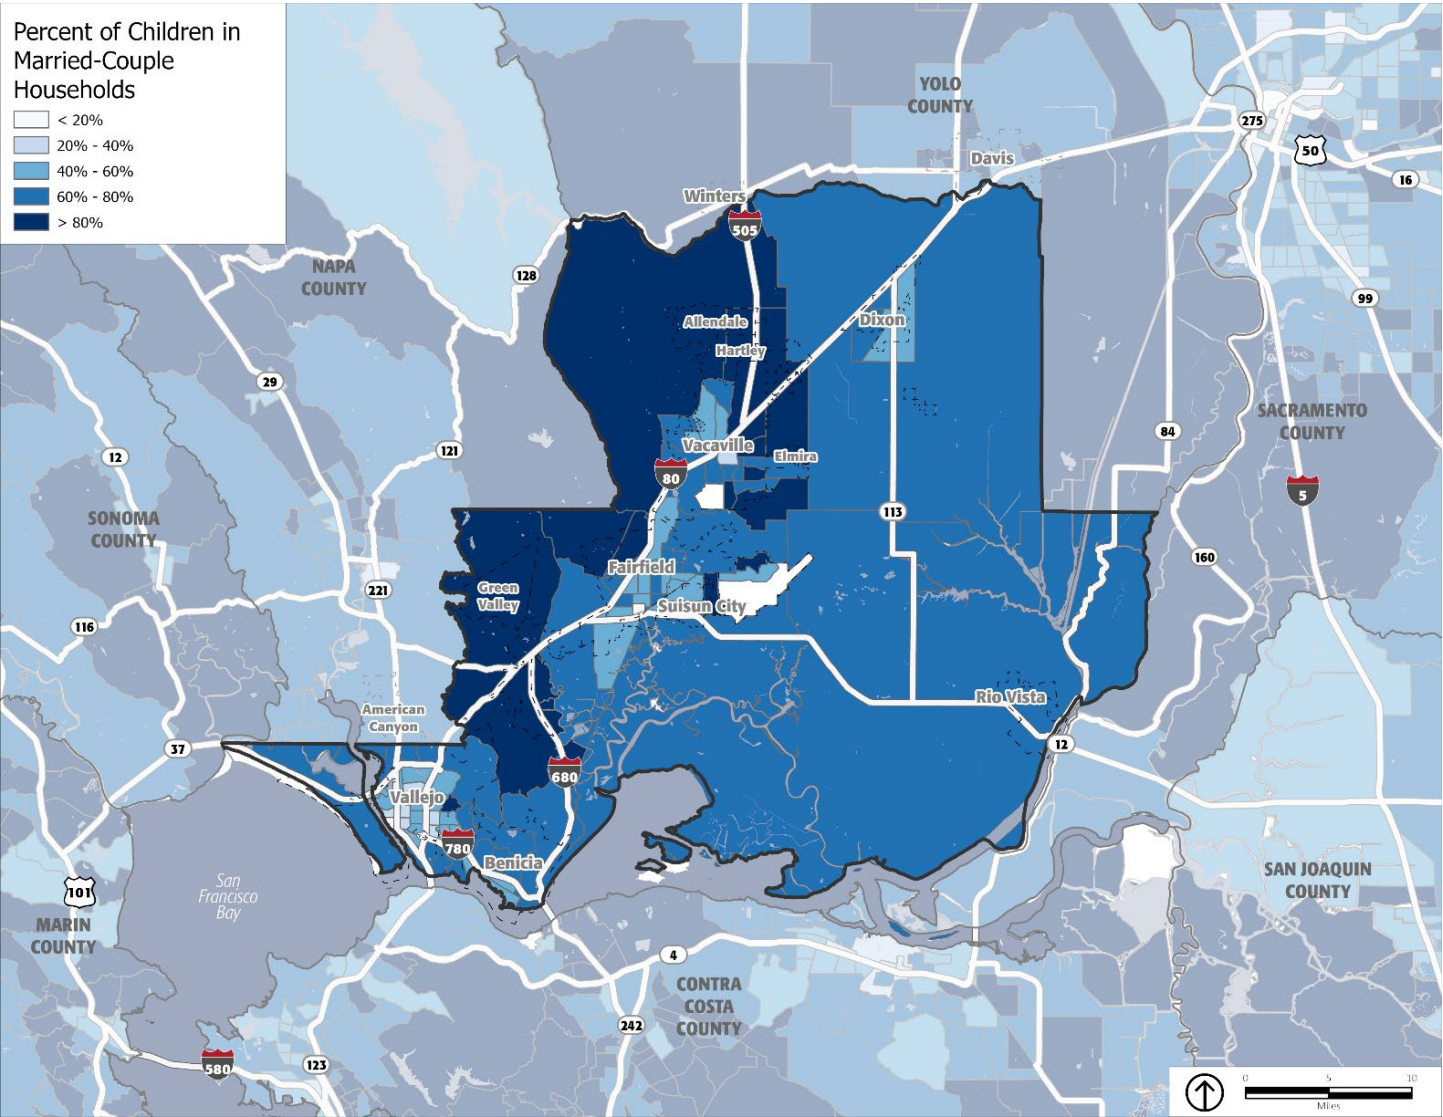 Percent of Children in
Married-Couple
Households
< 20%
20% - 40%
40% - 60%
60% - 80%
> 80%
YOLO
COUNTY
275
50
Davis
16
Winters
505
NAPA
COUNTY
128
99
Allendale
Dixon
Hartley
29
SACRAMENTO
COUNTY
84
Vacaville
121
12
Elmira
80
5
113
SONOMA
COUNTY
160
Fairfield
221
Green
Valley
Suisun City
116
Rio Vista
American
Canyon
37
12
680
Vallejo
780
Benicia
San
Francisco
Bay
101
SAN JOAQUIN
COUNTY
MARIN
COUNTY
4
CONTRA
COSTA
COUNTY
242
580
123
0 5 10
Miles